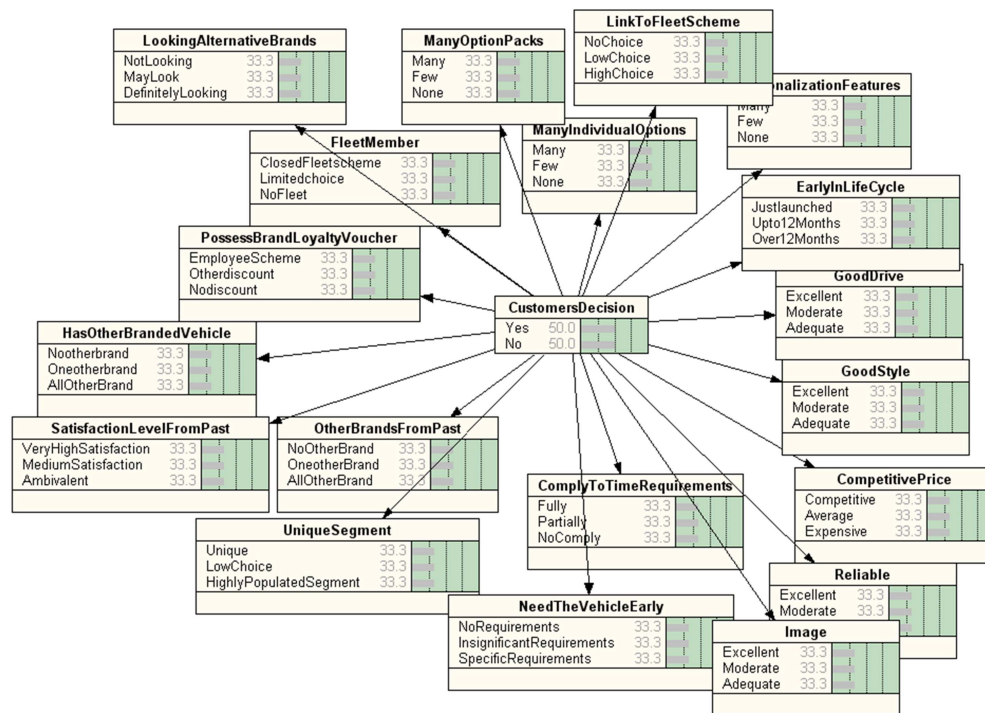 LinkToFleetScheme
NoChoice 33.3
LowChoice 33.3
HighChoice 33.3
LookingAlternativeBrands
NotLooking 33.3
MayLook 33.3
DefinitelyLooking 33.3
ManyOptionPacks
Many 33.3
Few 33.3
None 33.3
onalizationFeatures
Many 33.3
Few 33.3
None 33.3
ManyIndividualOptions
Many 33.3
Few 33.3
None 33.3
FleetMember
ClosedFleetscheme 33.3
Limitedchoice 33.3
NoFleet 33.3
EarlyInLifeCycle
Justlaunched 33.3
Upto12Months 33.3
Over12Months 33.3
PossessBrandLoyaltyVoucher
EmployeeScheme 33.3
Otherdiscount 33.3
Nodiscount 33.3
GoodDrive
Excellent 33.3
Moderate 33.3
Adequate 33.3
CustomersDecision
Yes 50.0
No 50.0
HasOtherBrandedVehicle
Nootherbrand 33.3
Oneotherbrand 33.3
AllOtherBrand 33.3
GoodStyle
Excellent 33.3
Moderate 33.3
Adequate 33.3
SatisfactionLevelFromPast
VeryHighSatisfaction 33.3
MediumSatisfaction 33.3
Ambivalent 33.3
OtherBrandsFromPast
NoOtherBrand 33.3
OneotherBrand 33.3
AllOtherBrand 33.3
CompetitivePrice
Competitive 33.3
Average 33.3
Expensive 33.3
ComplyToTimeRequirements
Fully 33.3
Partially 33.3
NoComply 33.3
UniqueSegment
Unique 33.3
LowChoice 33.3
HighlyPopulatedSegment 33.3
Reliable
Excellent 33.3
Moderate 33.3
NeedTheVehicleEarly
NoRequirements 33.3
InsignificantRequirements 33.3
SpecificRequirements 33.3
Image
Excellent 33.3
Moderate 33.3
Adequate 33.3